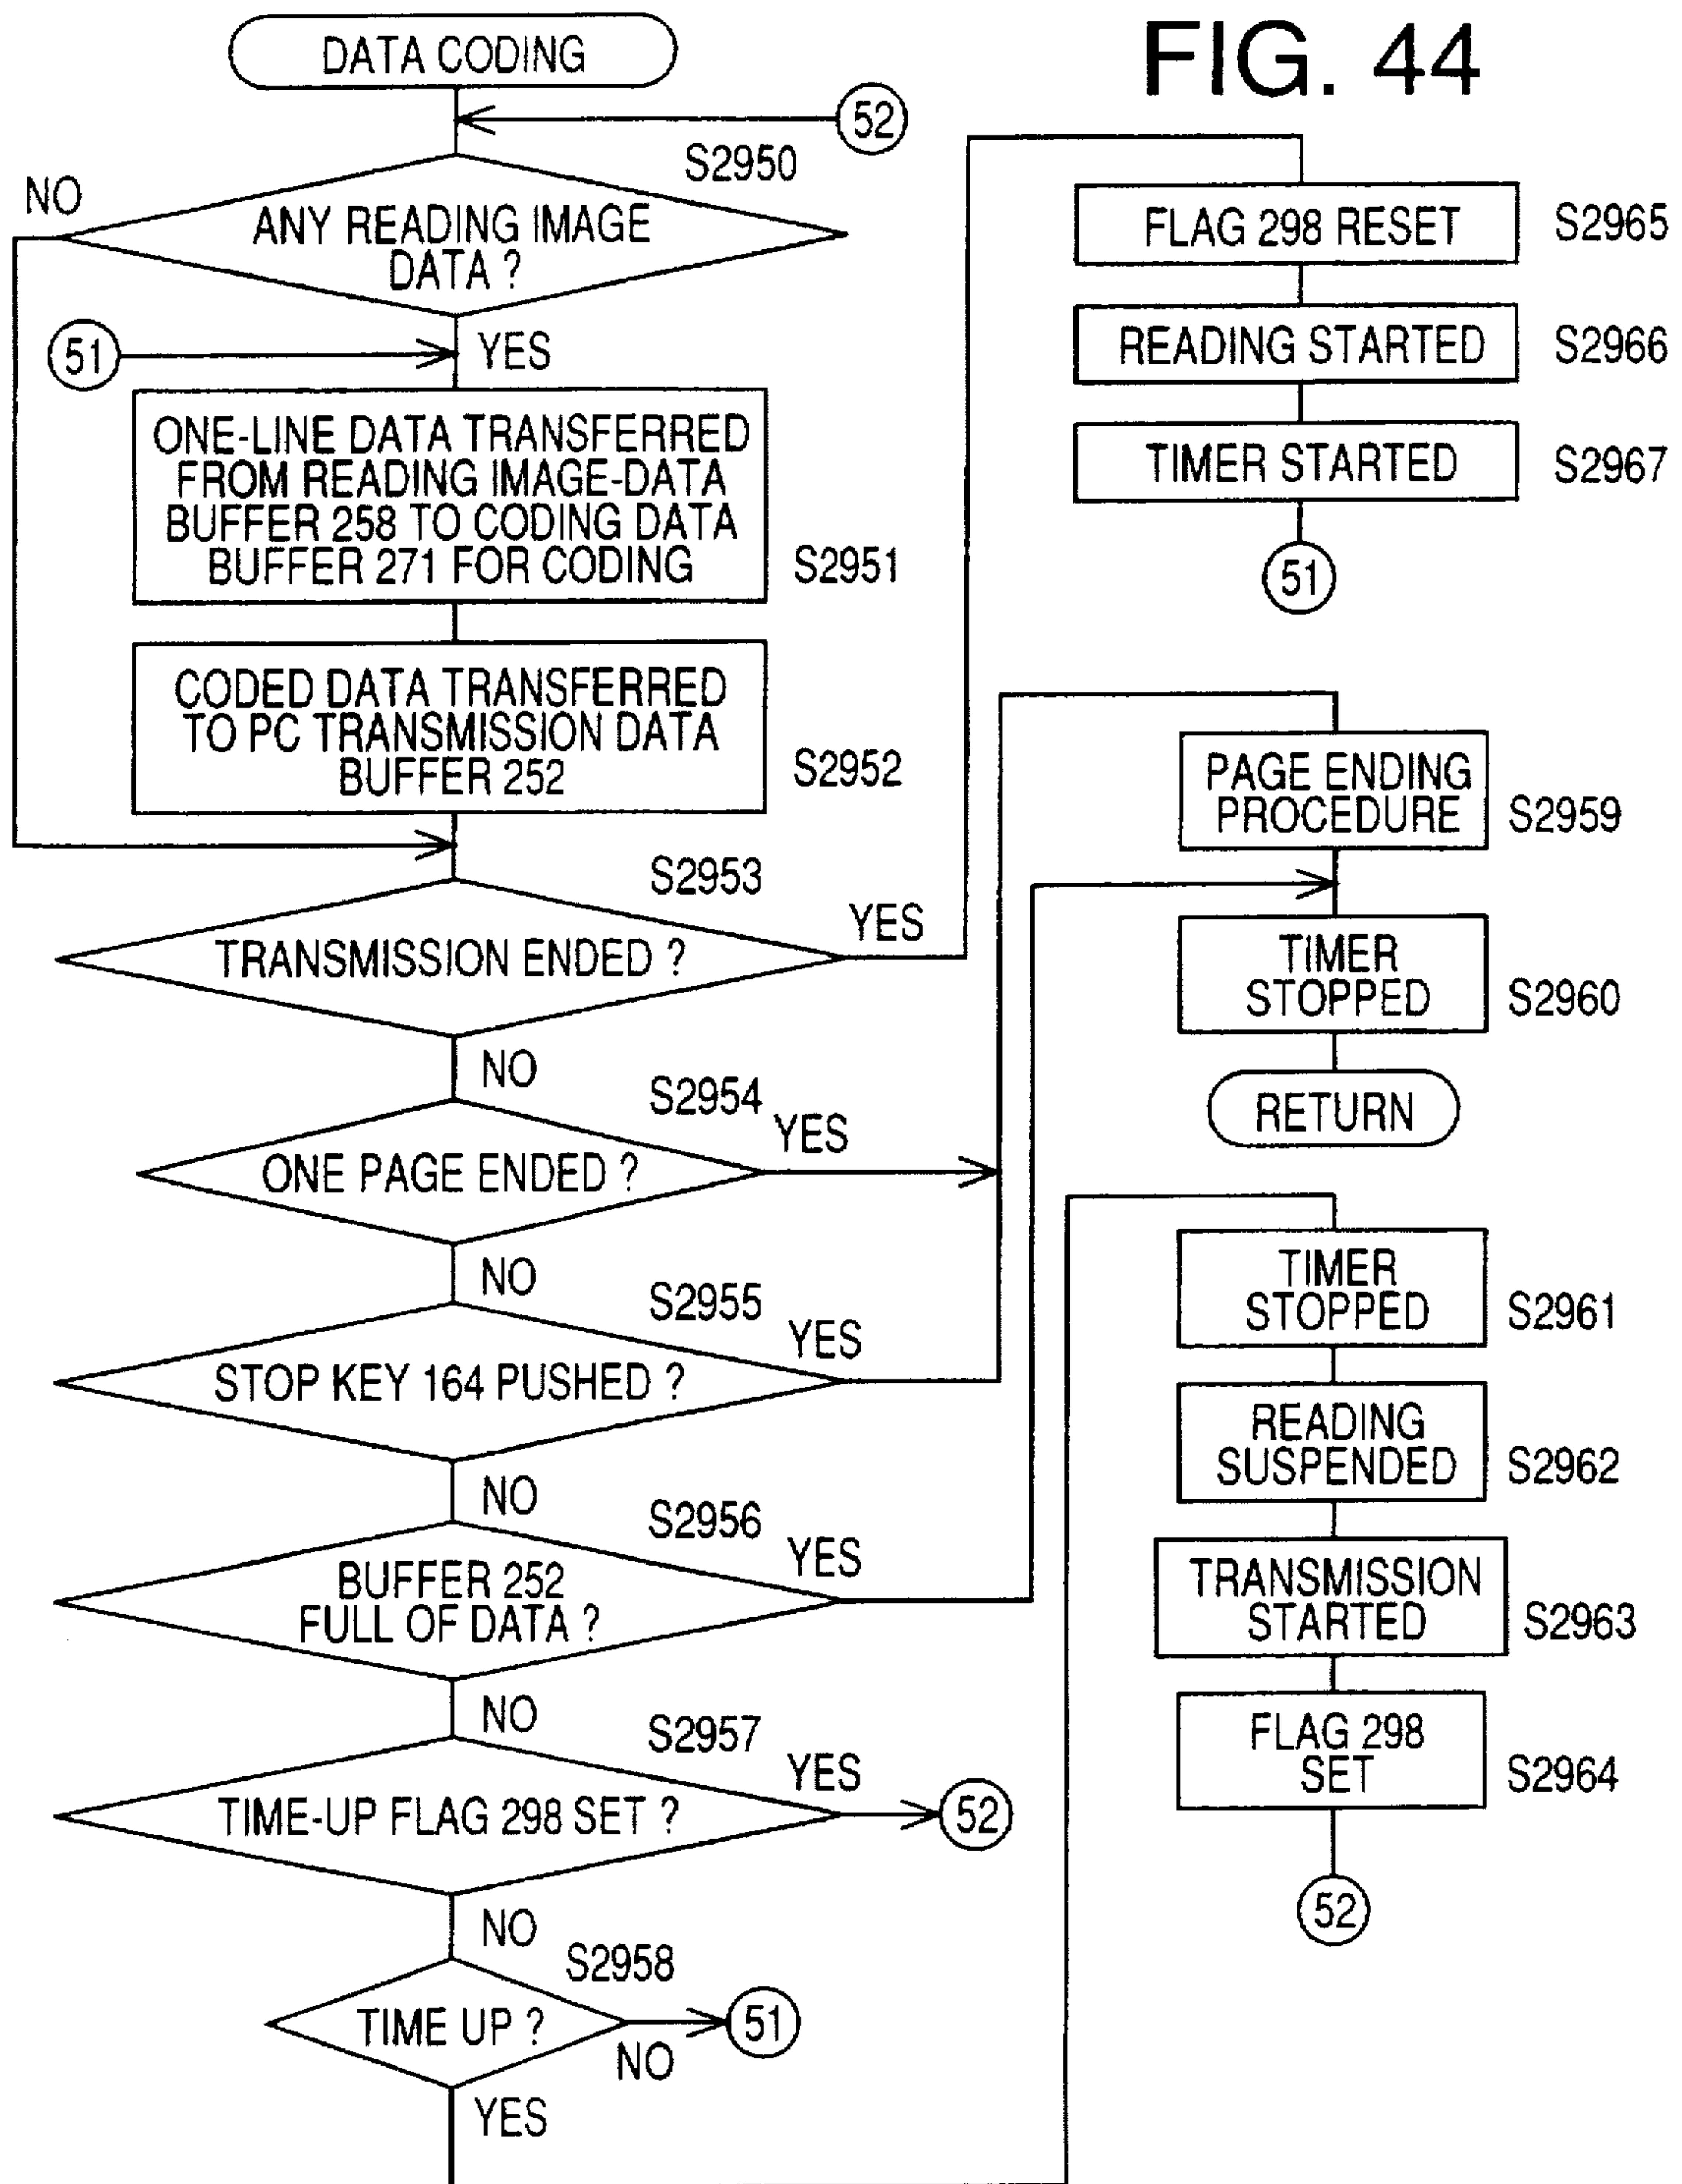 FIG. 44
DATA CODING
52
S2950
NO
ANY READING IMAGE
DATA ?
51
YES
ONE-LINE DATA TRANSFERRED
FROM READING IMAGE-DATA
BUFFER 258 TO CODING DATA
BUFFER 271 FOR CODING
S2951
CODED DATA TRANSFERRED
TO PC TRANSMISSION DATA
BUFFER 252
S2952
S2953
YES
TRANSMISSION ENDED ?
NO
S2954
YES
ONE PAGE ENDED ?
NO
S2955
YES
STOP KEY 164 PUSHED ?
NO
S2956
YES
BUFFER 252
FULL OF DATA ?
NO
S2957
YES
TIME-UP FLAG 298 SET ?
52
NO
S2958
TIME UP ?
51
NO
YES
FLAG 298 RESET
S2965
READING STARTED
S2966
TIMER STARTED
S2967
51
PAGE ENDING
PROCEDURE
S2959
TIMER
STOPPED
S2960
RETURN
TIMER
STOPPED
S2961
READING
SUSPENDED
S2962
TRANSMISSION
STARTED
S2963
FLAG 298
SET
S2964
52